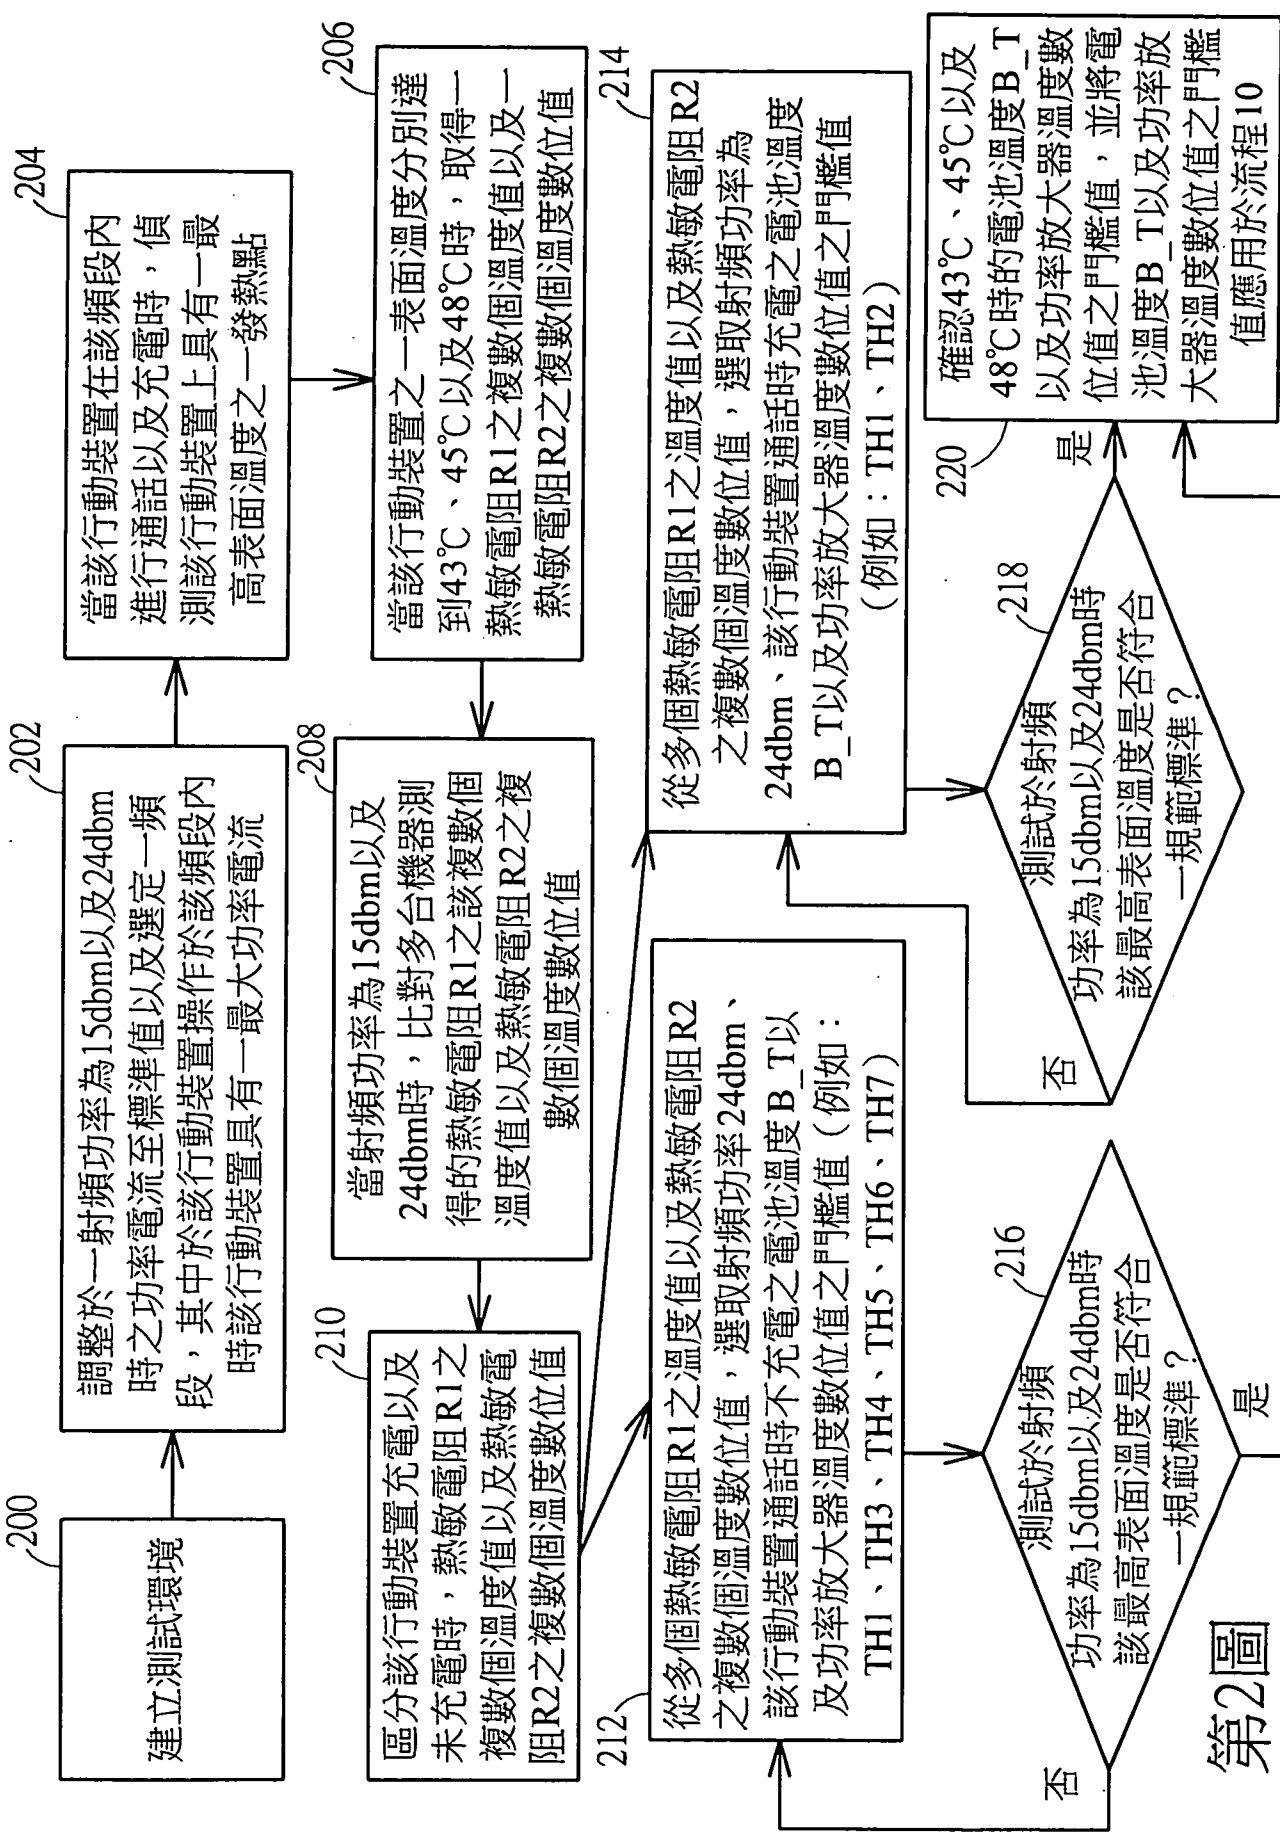 200
建立測試環境
202
調整於一射頻功率為15dbm以及24dbm
時之功率電流至標準值以及選定一頻
段，其中於該行動裝置操作於該頻段內
時該行動裝置具有一最大功率電流
204
當該行動裝置在該頻段內
進行通話以及充電時，偵
測該行動裝置上具有一最
高表面溫度之一發熱點
206
當該行動裝置之一表面溫度分別達
到43℃、45℃以及48℃時，取得一
熱敏電阻R1之複數個溫度值以及一
熱敏電阻R2之複數個溫度數位值
208
當射頻功率為15dbm以及
24dbm時，比對多台機器測
得的熱敏電阻R1之該複數個
溫度值以及熱敏電阻R2之複
數個溫度數位值
210
區分該行動裝置充電以及
未充電時，熱敏電阻R1之
複數個溫度值以及熱敏電
阻R2之複數個溫度數位值
212
從多個熱敏電阻R1之溫度值以及熱敏電阻R2
之複數個溫度數位值，選取射頻功率24dbm、
該行動裝置通話時不充電之電池溫度B_T以
及功率放大器溫度數位值之門檻值（例如：
TH1、TH3、TH4、TH5、TH6、TH7）
214
從多個熱敏電阻R1之溫度值以及熱敏電阻R2
之複數個溫度數位值，選取射頻功率為
24dbm、該行動裝置通話時充電之電池溫度
B_T以及功率放大器溫度數位值之門檻值
（例如：TH1、TH2）
216
測試於射頻
功率為15dbm以及24dbm時
該最高表面溫度是否符合
一規範標準？
否
是
218
測試於射頻
功率為15dbm以及24dbm時
該最高表面溫度是否符合
一規範標準？
否
是
220
確認43℃、45℃以及
48℃時的電池溫度B_T
以及功率放大器溫度數
位值之門檻值，並將電
池溫度B_T以及功率放
大器溫度數位值之門檻
值應用於流程10
第2圖